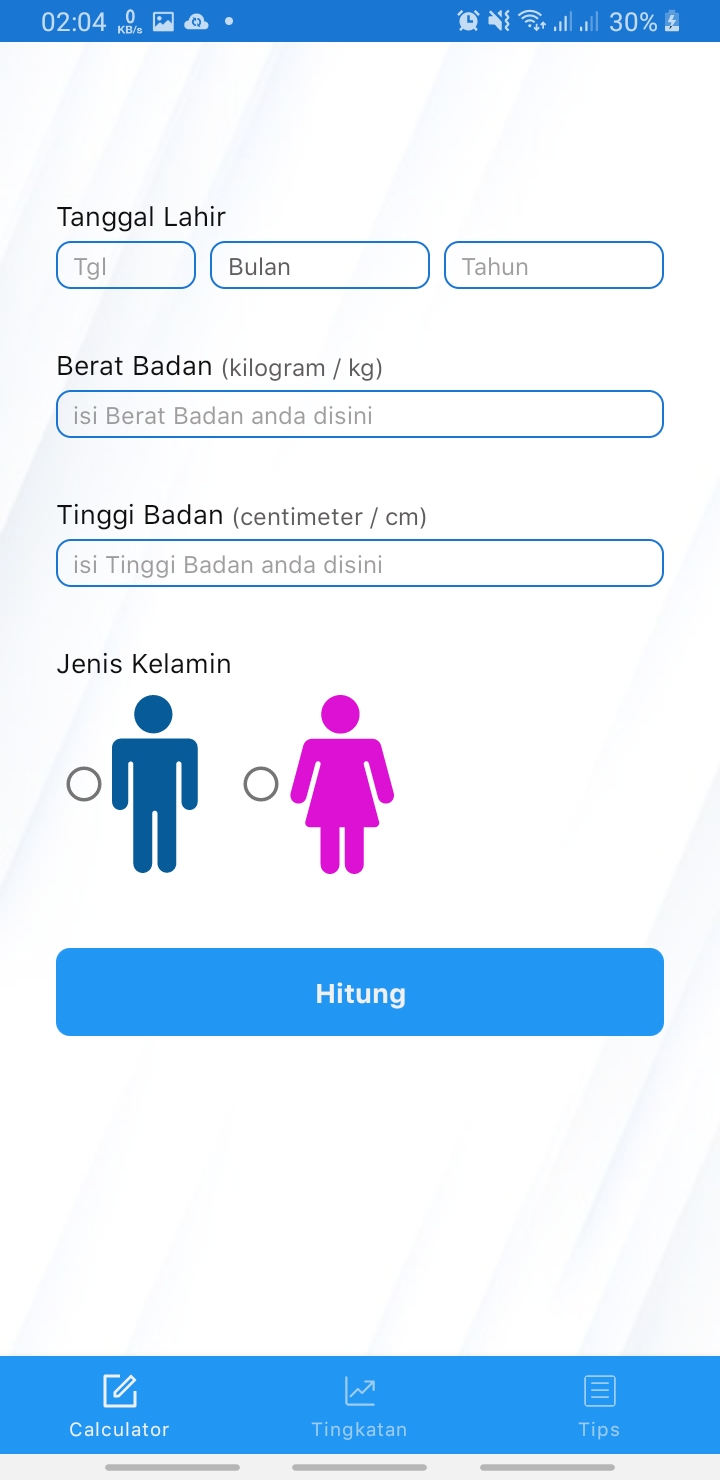 02:04 0 KB/s 30%
Tanggal Lahir
Tgl Bulan Tahun
Berat Badan (kilogram / kg)
isi Berat Badan anda disini
Tinggi Badan (centimeter / cm)
isi Tinggi Badan anda disini
Jenis Kelamin
Hitung
Calculator Tingkatan Tips